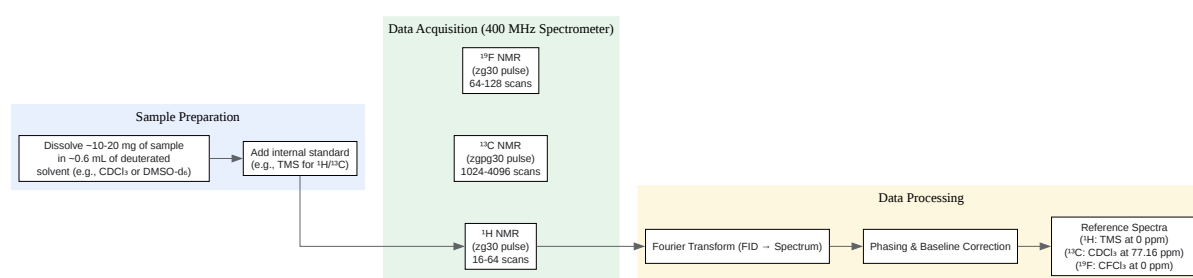 Sample Preparation
Dissolve ~10-20 mg of sample
in ~0.6 mL of deuterated
solvent (e.g., CDCl₃ or DMSO-d₆)
Add internal standard
(e.g., TMS for ¹H/¹³C)
Data Acquisition (400 MHz Spectrometer)
¹⁹F NMR
(zg30 pulse)
64-128 scans
¹³C NMR
(zgpg30 pulse)
1024-4096 scans
¹H NMR
(zg30 pulse)
16-64 scans
Data Processing
Fourier Transform (FID → Spectrum)
Phasing & Baseline Correction
Reference Spectra
(¹H: TMS at 0 ppm)
(¹³C: CDCl₃ at 77.16 ppm)
(¹⁹F: CFCl₃ at 0 ppm)